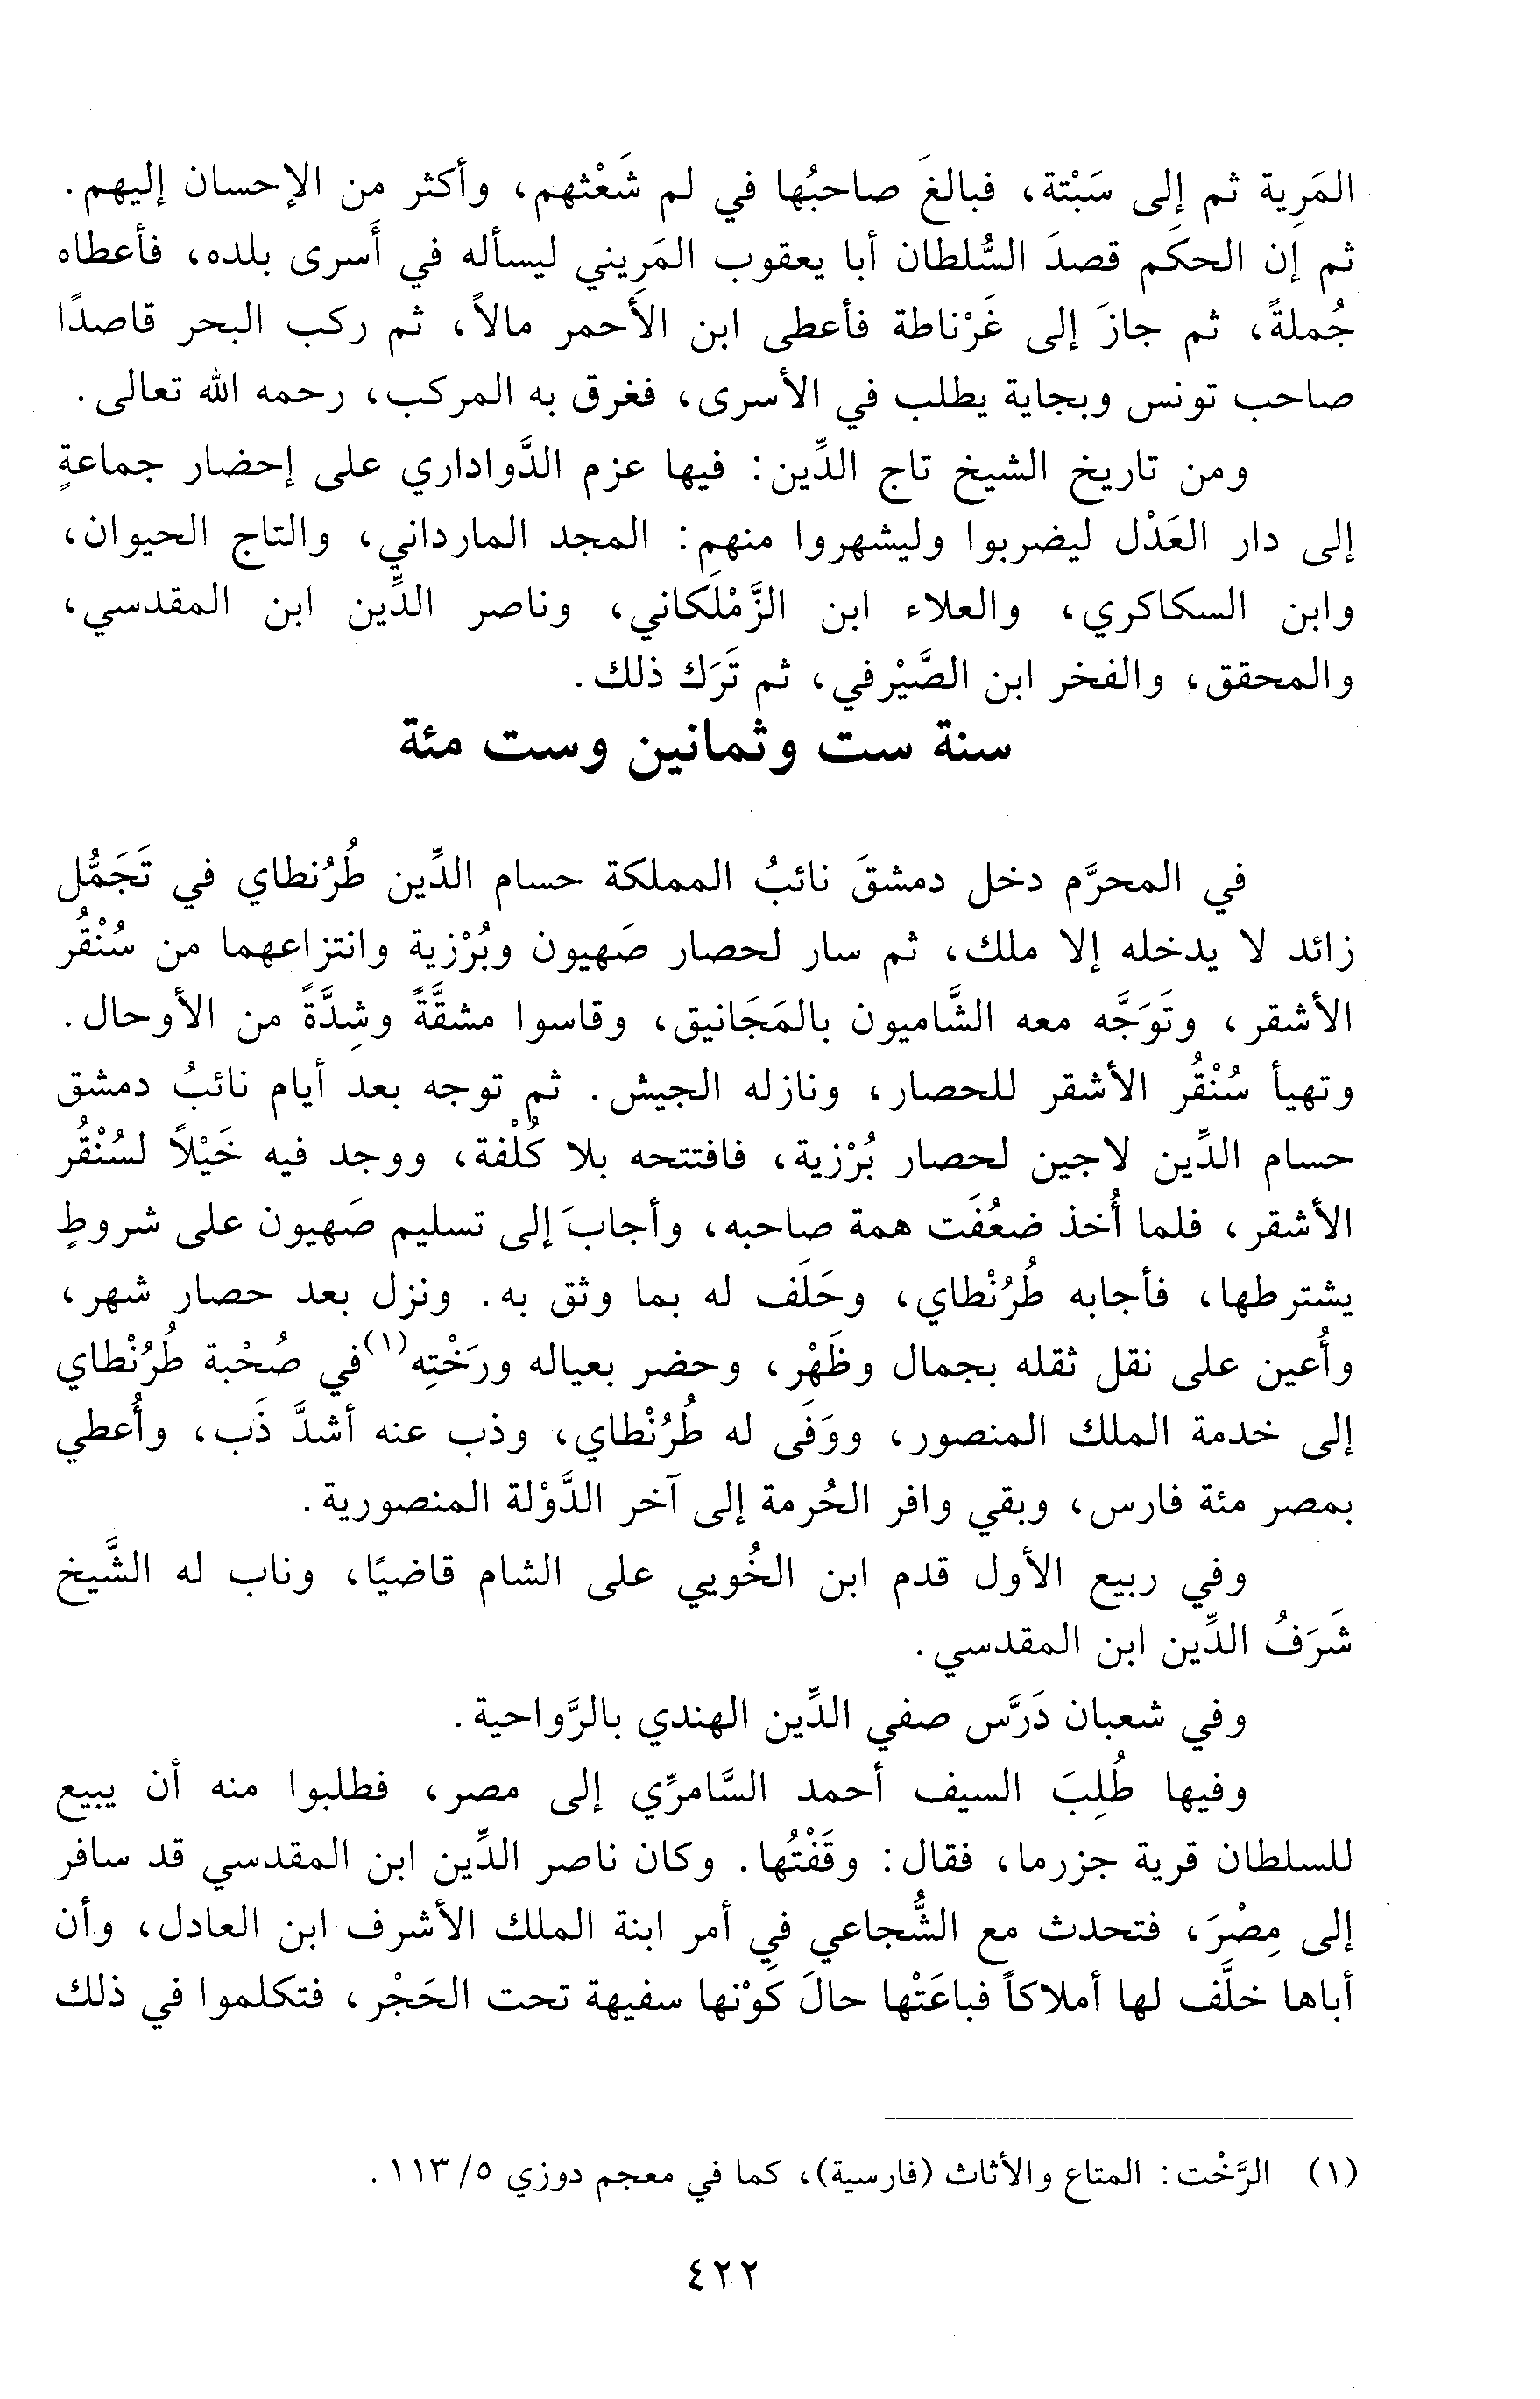 المَرِية ثم إلى سَبْتة، فبالغَ صاحبُها في لم شَعْثهم، وأكثر من الإحسان إليهم.
ثم إن الحكَم قصدَ السُّلطان أبا يعقوب المَرِيني ليسأله في أَسرى بلده، فأعطاه
جُملةً، ثم جازَ إلى غَرْناطة فأعطى ابن الأحمر مالاً، ثم ركب البحر قاصدًا
صاحب تونس وبجاية يطلب في الأسرى، فغرق به المركب، رحمه الله تعالى.
ومن تاريخ الشيخ تاج الدِّين: فيها عزم الدَّواداري على إحضار جماعةٍ
إلى دار العَدْل ليضربوا وليشهروا منهم: المجد المارداني، والتاج الحيوان،
وابن السكاكري، والعلاء ابن الزَّمْلَكاني، وناصر الدِّين ابن المقدسي،
والمحقق، والفخر ابن الصَّيْرفي، ثم تَرَك ذلك.
سنة ست وثمانين وست مئة
في المحرَّم دخل دمشقَ نائبُ المملكة حسام الدِّين طُرُنطاي في تَجَمُّل
زائد لا يدخله إلا ملك، ثم سار لحصار صَهيون وبُرْزية وانتزاعهما من سُنْقُر
الأشقر، وتَوَجَّه معه الشَّاميون بالمَجَانيق، وقاسوا مشقَّةً وشِدَّةً من الأوحال.
وتهيأ سُنْقُر الأشقر للحصار، ونازله الجيش. ثم توجه بعد أيام نائبُ دمشق
حسام الدِّين لاجين لحصار بُرْزية، فافتتحه بلا كُلْفة، ووجد فيه خَيْلاً لسُنْقُر
الأشقر، فلما أُخذ ضعُفَت همة صاحبه، وأجابَ إلى تسليم صَهيون على شروطٍ
يشترطها، فأجابه طُرُنْطاي، وحَلَف له بما وثق به. ونزل بعد حصار شهر،
وأُعين على نقل ثقله بجمال وظَهْر، وحضر بعياله ورَخْتِه(١) في صُحْبة طُرُنْطاي
إلى خدمة الملك المنصور، ووَفَى له طُرُنْطاي، وذب عنه أشدَّ ذَب، وأُعطي
بمصر مئة فارس، وبقي وافر الحُرمة إلى آخر الدَّوْلة المنصورية.
وفي ربيع الأول قدم ابن الخُويي على الشام قاضيًا، وناب له الشَّيخ
شَرَفُ الدِّين ابن المقدسي.
وفي شعبان دَرَّس صفي الدِّين الهندي بالرَّواحية.
وفيها طُلِبَ السيف أحمد السَّامرِّي إلى مصر، فطلبوا منه أن يبيع
للسلطان قرية جزرما، فقال: وقَفْتُها. وكان ناصر الدِّين ابن المقدسي قد سافر
إلى مِصْرَ، فتحدث مع الشُّجاعي في أمر ابنة الملك الأشرف ابن العادل، وأن
أباها خلَّف لها أملاكاً فباعَتْها حالَ كَوْنِها سفيهة تحت الحَجْر، فتكلموا في ذلك
(١) الرَّخْت: المتاع والأثاث (فارسية)، كما في معجم دوزي ٥/ ١١٣.
٤٢٢